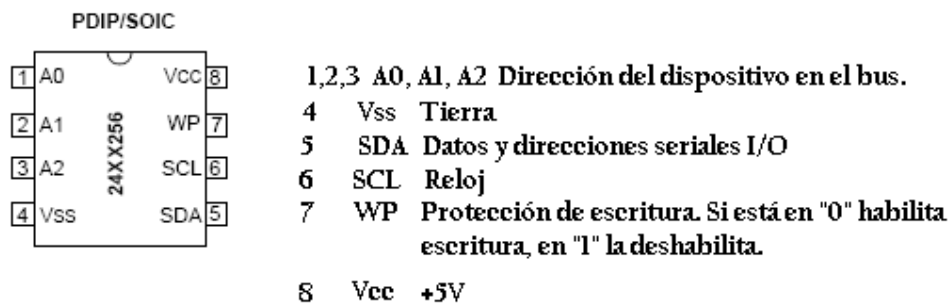 PDIP/SOIC
1 A0 Vcc 8
2 A1 WP 7
3 A2 SCL 6
4 Vss SDA 5
24XX256
1,2,3 A0, A1, A2 Dirección del dispositivo en el bus.
4 Vss Tierra
5 SDA Datos y direcciones seriales I/O
6 SCL Reloj
7 WP Protección de escritura. Si está en "0" habilita
escritura, en "1" la deshabilita.
8 Vcc +5V